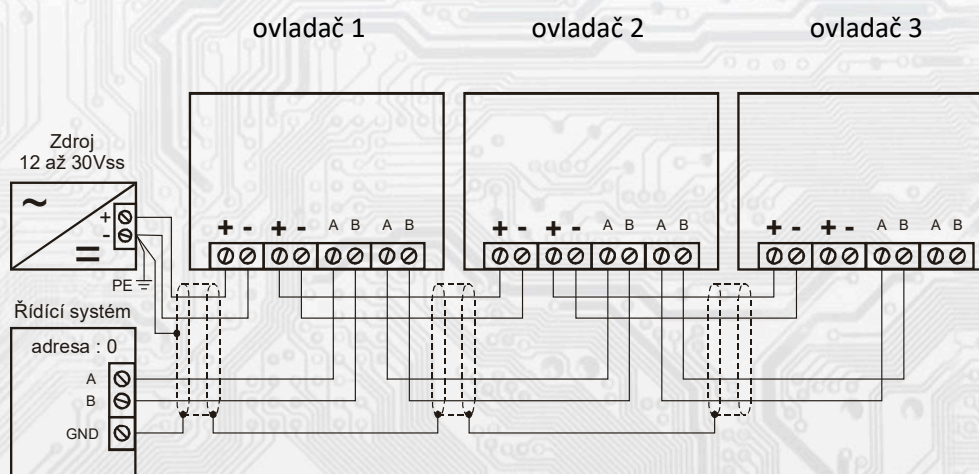 ovladač 1 ovladač 2 ovladač 3
Zdroj
12 až 30Vss
~
=
+
-
PE
+ - + - A B A B
+ - + - A B A B
+ - + - A B A B
Řídící systém
adresa : 0
A
B
GND